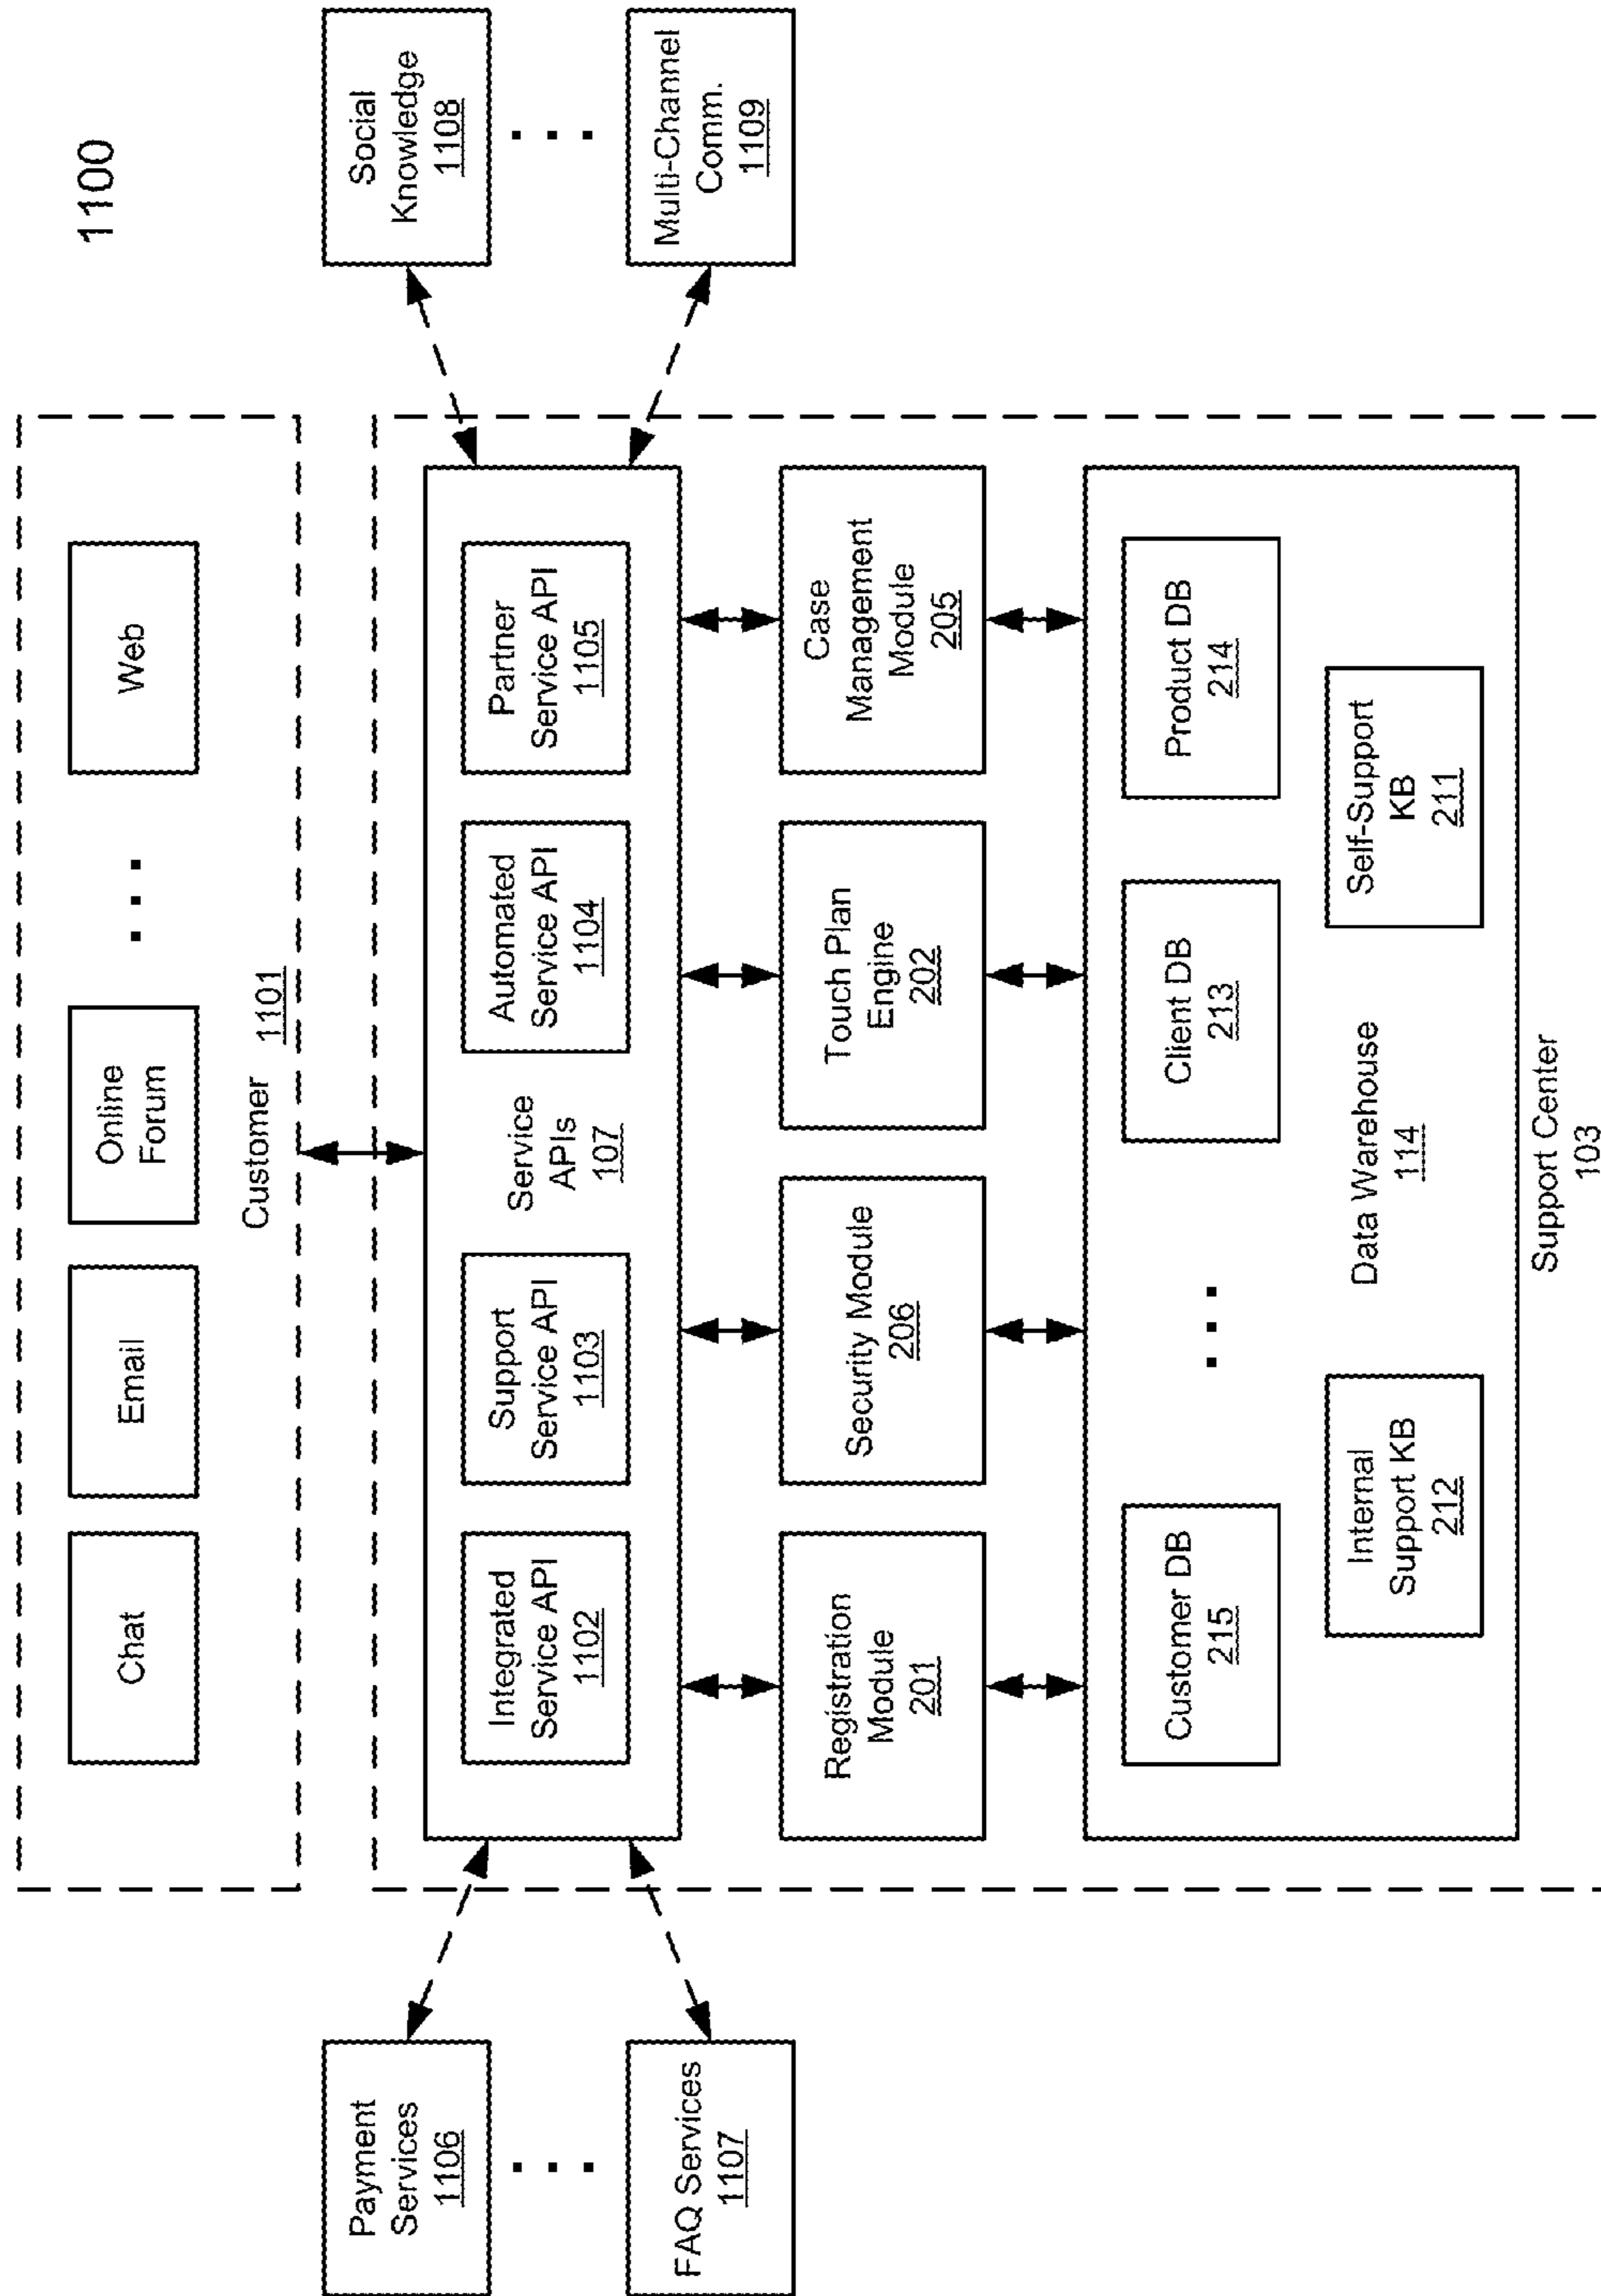 1100
Chat
Email
Online
Forum
. . .
Web
Customer
1101
Payment
Services
1106
. . .
FAQ Services
1107
Integrated
Service API
1102
Support
Service API
1103
Service
APIs
107
Automated
Service API
1104
Partner
Service API
1105
Social
Knowledge
1108
. . .
Multi-Channel
Comm.
1109
Registration
Module
201
Security Module
206
Touch Plan
Engine
202
Case
Management
Module
205
Customer DB
215
. . .
Client DB
213
Product DB
214
Internal
Support KB
212
Data Warehouse
114
Self-Support
KB
211
Support Center
103